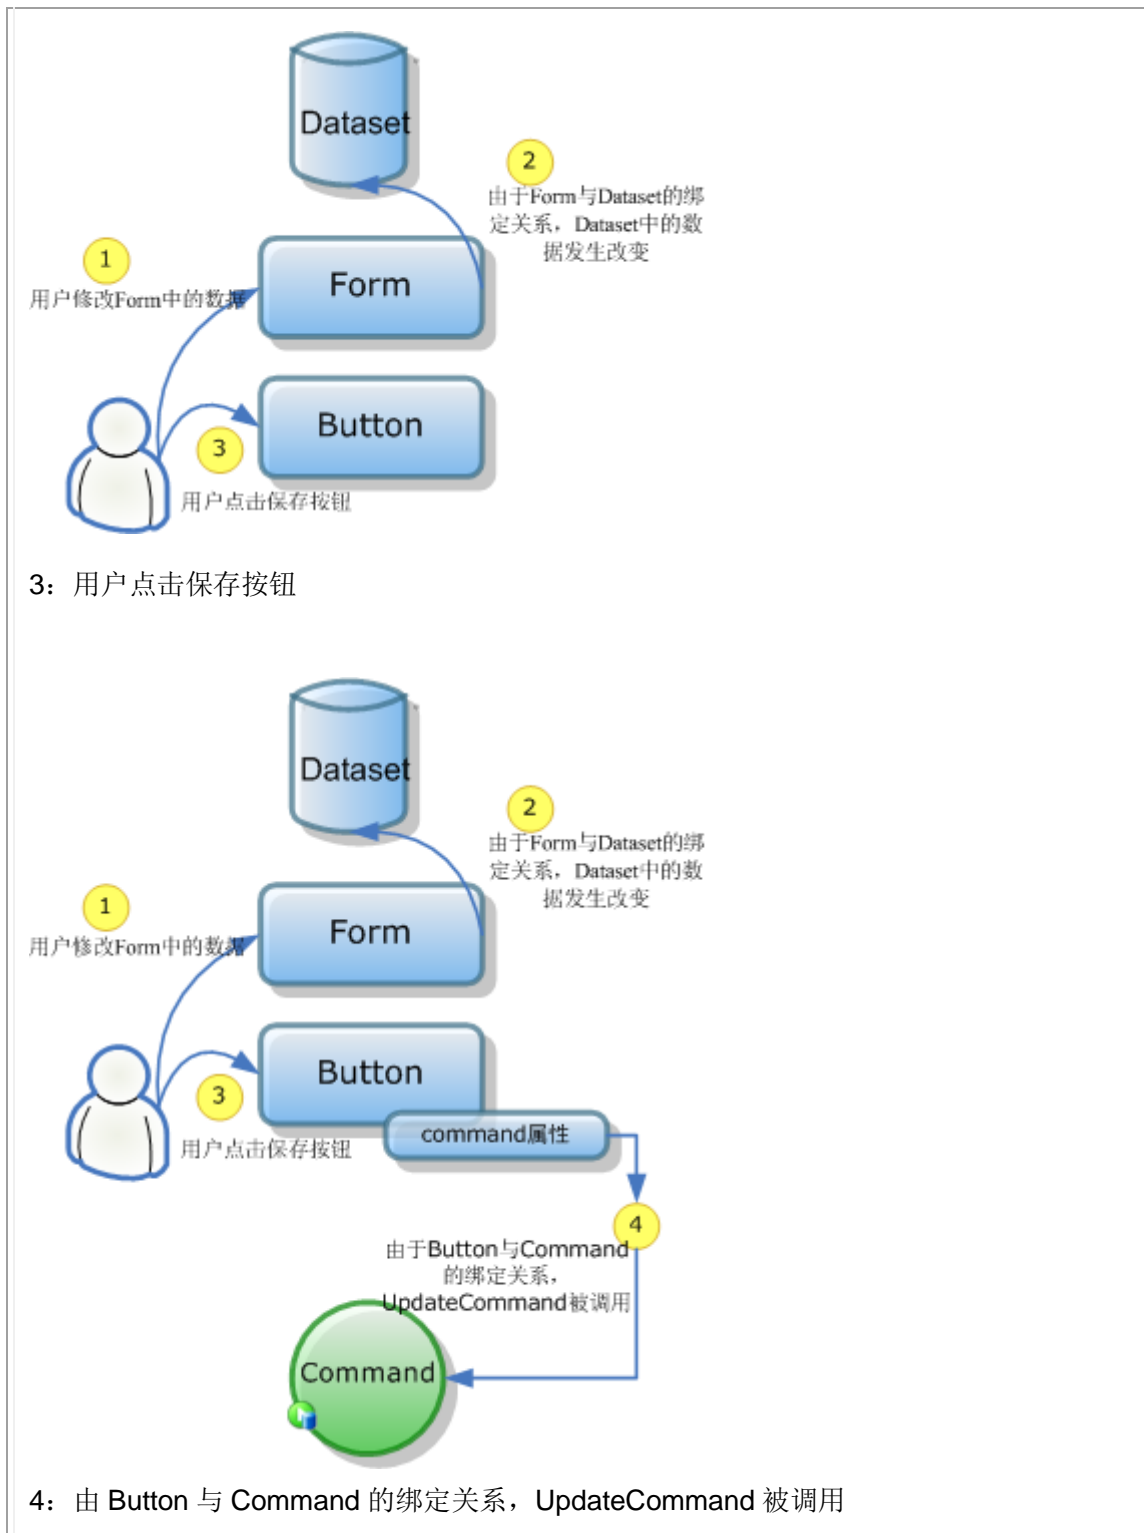 Dataset
2
由于Form与Dataset的绑
定关系，Dataset中的数
据发生改变
1
用户修改Form中的数据
Form
Button
3
用户点击保存按钮
3：用户点击保存按钮
Dataset
2
由于Form与Dataset的绑
定关系，Dataset中的数
据发生改变
1
用户修改Form中的数据
Form
Button
3
用户点击保存按钮
command属性
4
由于Button与Command
的绑定关系，
UpdateCommand被调用
Command
4：由 Button 与 Command 的绑定关系，UpdateCommand 被调用